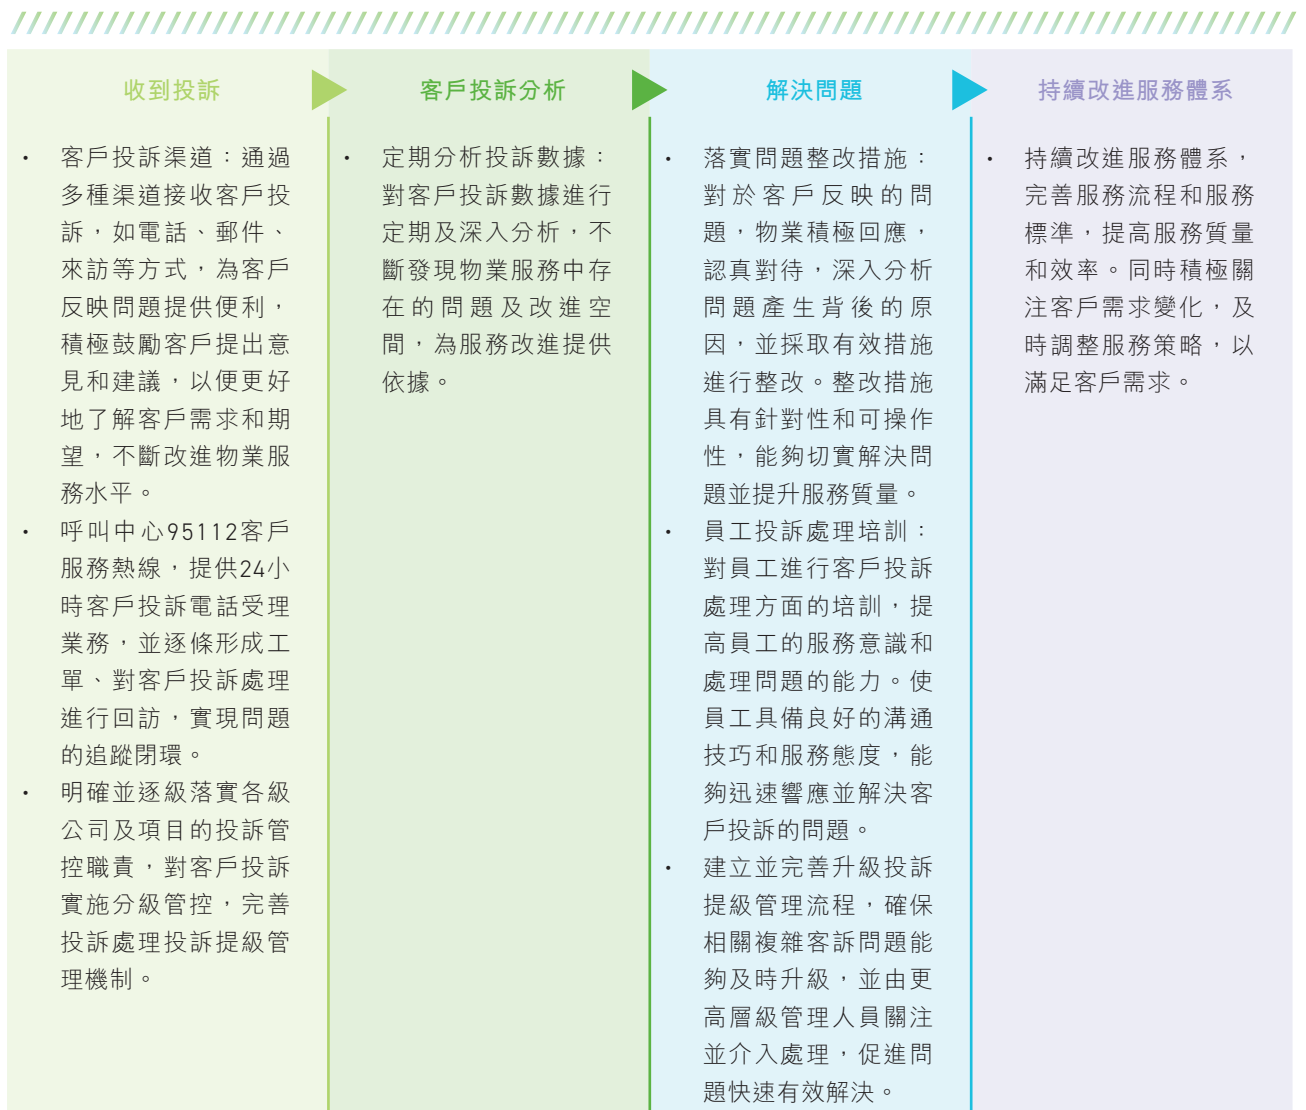 收到投訴
• 客戶投訴渠道：通過
多種渠道接收客戶投
訴，如電話、郵件、
來訪等方式，為客戶
反映問題提供便利，
積極鼓勵客戶提出意
見和建議，以便更好
地了解客戶需求和期
望，不斷改進物業服
務水平。
• 呼叫中心95112客戶
服務熱線，提供24小
時客戶投訴電話受理
業務，並逐條形成工
單、對客戶投訴處理
進行回訪，實現問題
的追蹤閉環。
• 明確並逐級落實各級
公司及項目的投訴管
控職責，對客戶投訴
實施分級管控，完善
投訴處理投訴提級管
理機制。
客戶投訴分析
• 定期分析投訴數據：
對客戶投訴數據進行
定期及深入分析，不
斷發現物業服務中存
在的問題及改進空
間，為服務改進提供
依據。
解決問題
• 落實問題整改措施：
對於客戶反映的問
題，物業積極回應，
認真對待，深入分析
問題產生背後的原
因，並採取有效措施
進行整改。整改措施
具有針對性和可操作
性，能夠切實解決問
題並提升服務質量。
• 員工投訴處理培訓：
對員工進行客戶投訴
處理方面的培訓，提
高員工的服務意識和
處理問題的能力。使
員工具備良好的溝通
技巧和服務態度，能
夠迅速響應並解決客
戶投訴的問題。
• 建立並完善升級投訴
提級管理流程，確保
相關複雜客訴問題能
夠及時升級，並由更
高層級管理人員關注
並介入處理，促進問
題快速有效解決。
持續改進服務體系
• 持續改進服務體系，
完善服務流程和服務
標準，提高服務質量
和效率。同時積極關
注客戶需求變化，及
時調整服務策略，以
滿足客戶需求。